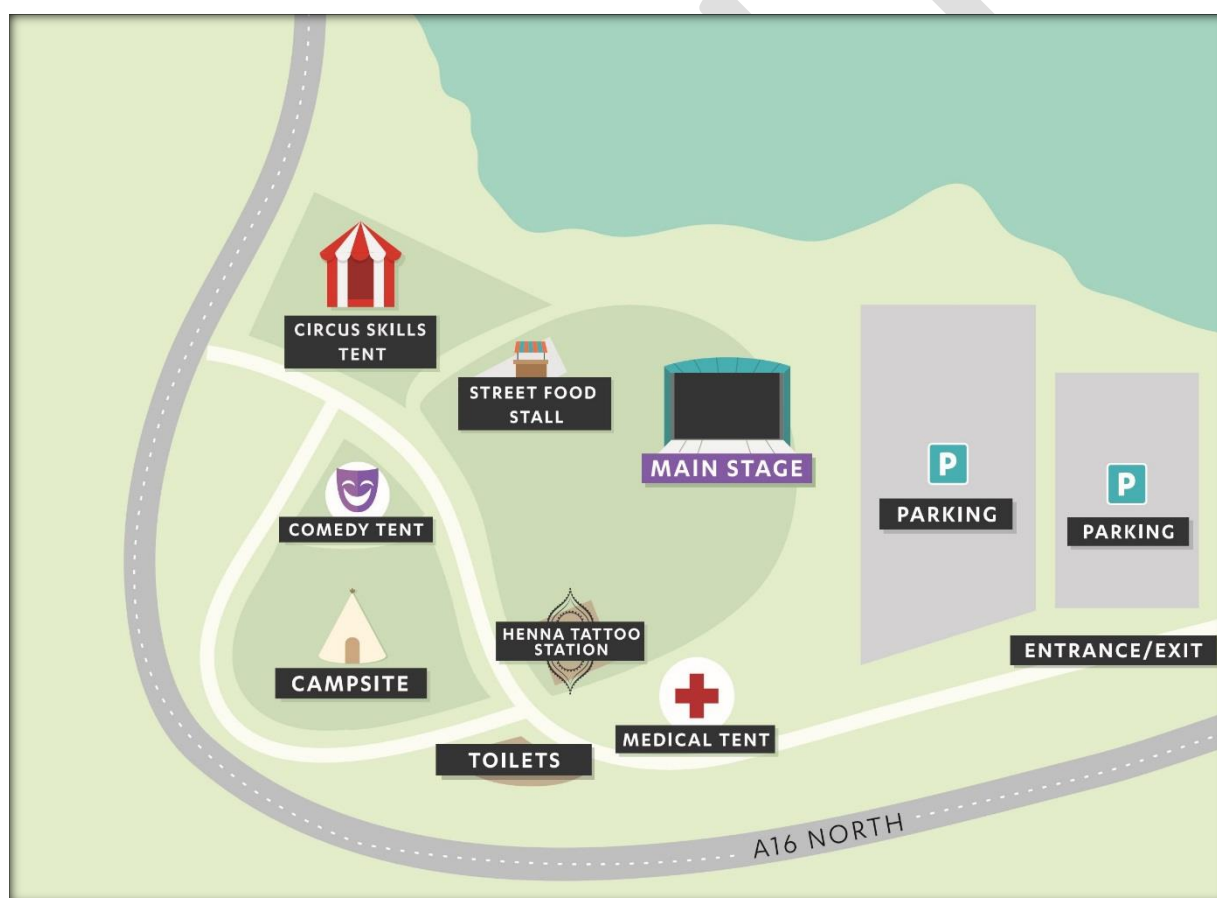 CIRCUS SKILLS
TENT
STREET FOOD
STALL
MAIN STAGE
P
PARKING
P
PARKING
COMEDY TENT
HENNA TATTOO
STATION
ENTRANCE/EXIT
CAMPSITE
MEDICAL TENT
TOILETS
A16 NORTH